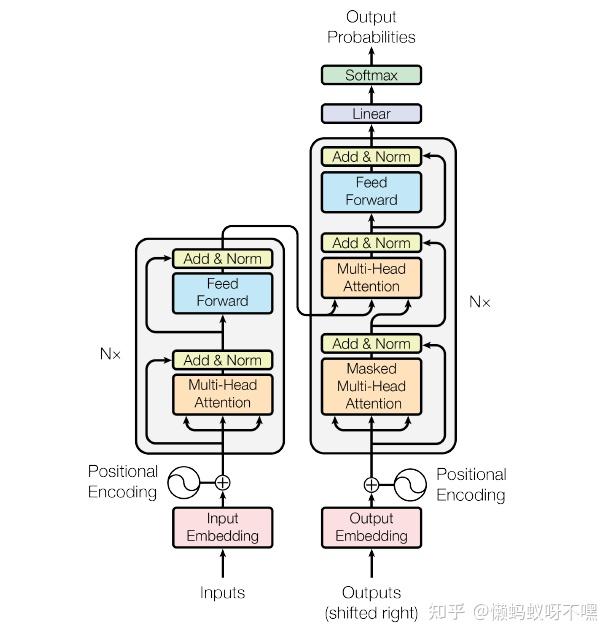 Output
Probabilities
Softmax
Linear
Add & Norm
Feed
Forward
Add & Norm
Multi-Head
Attention
Nx
Add & Norm
Masked
Multi-Head
Attention
Add & Norm
Feed
Forward
Nx
Add & Norm
Multi-Head
Attention
Positional
Encoding
Positional
Encoding
Input
Embedding
Output
Embedding
Inputs
Outputs
(shifted right)
知乎 @懒蚂蚁呀不嘿